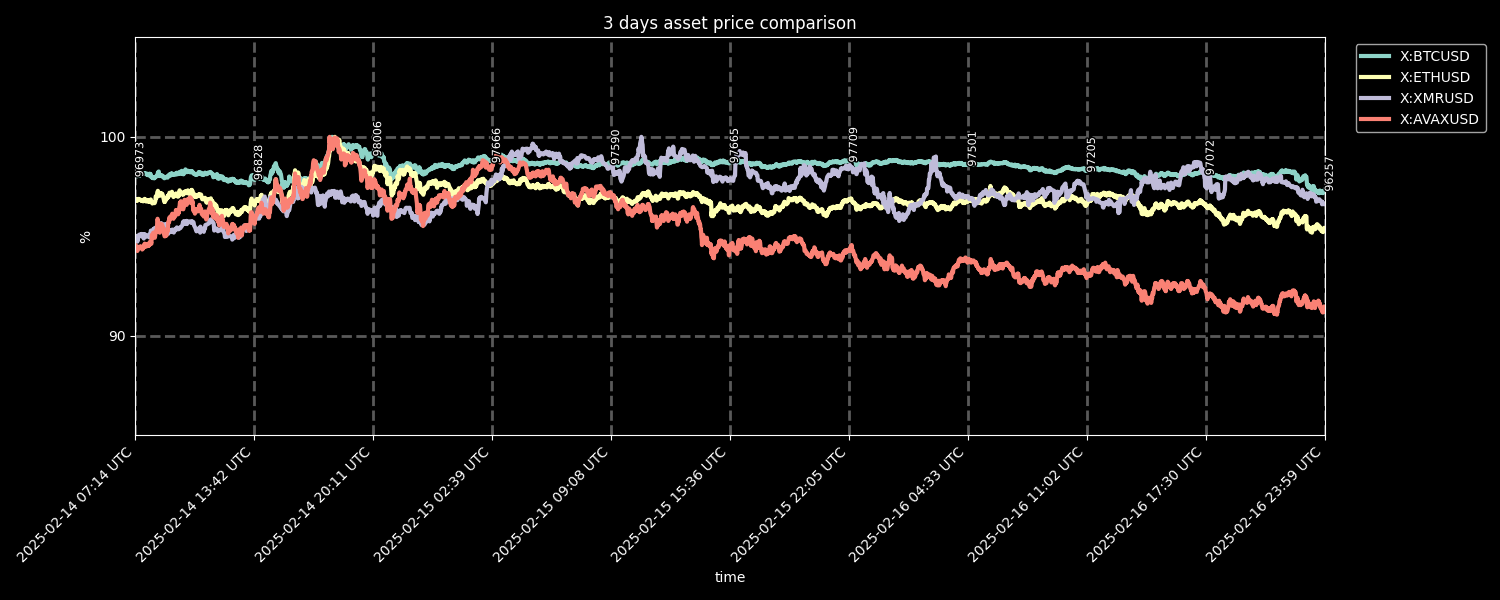 3 days asset price comparison
X:BTCUSD
X:ETHUSD
X:XMRUSD
X:AVAXUSD
100
90
%
96973
96828
98006
97666
97590
97665
97709
97501
97205
97072
96257
2025-02-14 07:14 UTC
2025-02-14 13:42 UTC
2025-02-14 20:11 UTC
2025-02-15 02:39 UTC
2025-02-15 09:08 UTC
2025-02-15 15:36 UTC
2025-02-15 22:05 UTC
2025-02-16 04:33 UTC
2025-02-16 11:02 UTC
2025-02-16 17:30 UTC
2025-02-16 23:59 UTC
time